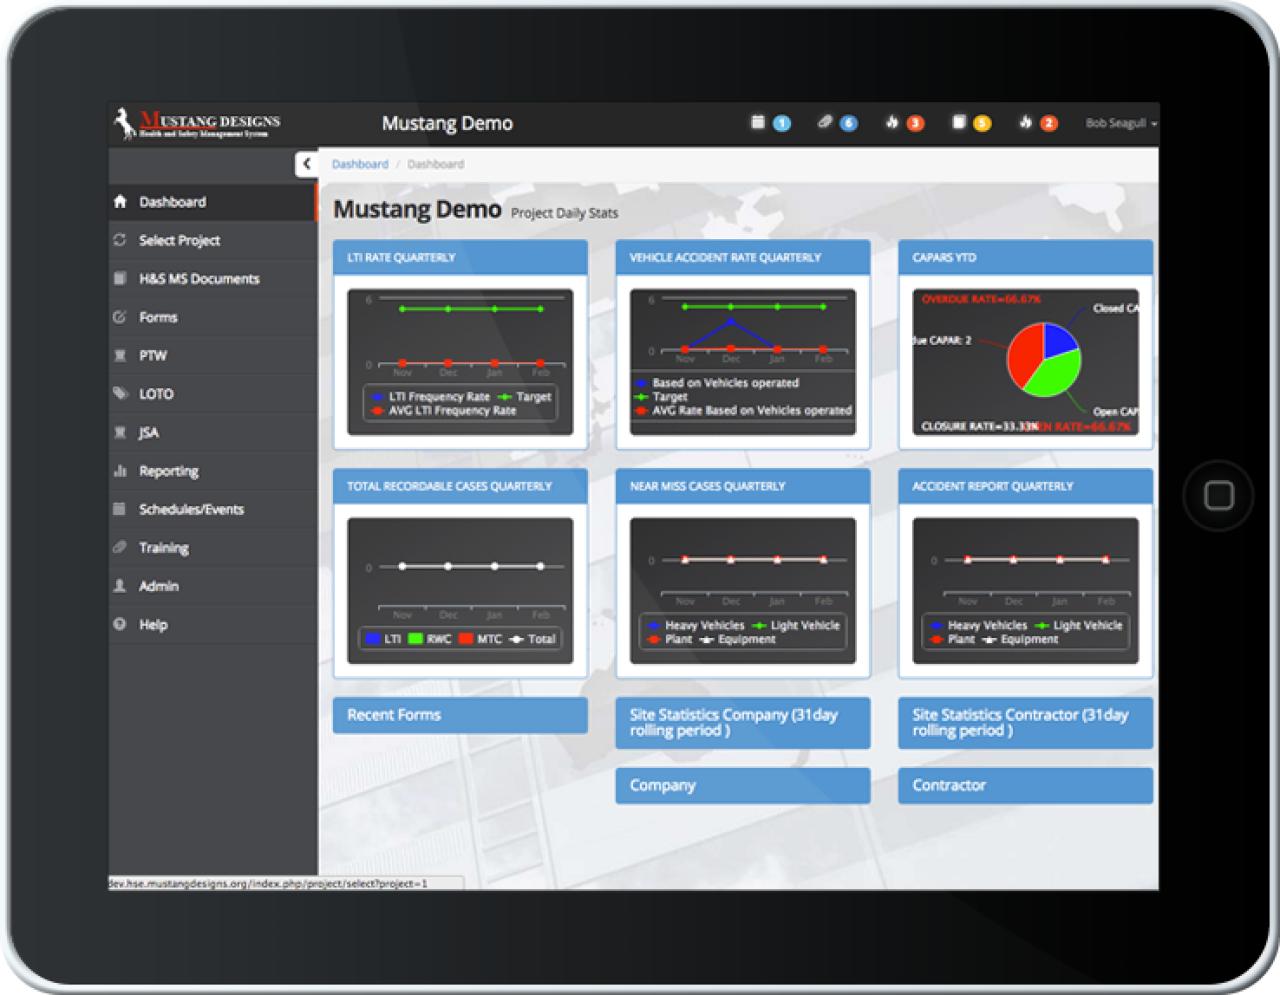 MUSTANG DESIGNS
Health and Safety Management System
Mustang Demo
1
6
3
5
2
Bob Seagull
Dashboard / Dashboard
Dashboard
Select Project
H&S MS Documents
Forms
PTW
LOTO
JSA
Reporting
Schedules/Events
Training
Admin
Help
Mustang Demo Project Daily Stats
LTI RATE QUARTERLY
6
0
Nov Dec Jan Feb
LTI Frequency Rate Target
AVG LTI Frequency Rate
VEHICLE ACCIDENT RATE QUARTERLY
6
0
Nov Dec Jan Feb
Based on Vehicles operated
Target
AVG Rate Based on Vehicles operated
CAPARS YTD
OVERDUE RATE=66.67%
Closed CA
due CAPAR: 2
Open CAP
CLOSURE RATE=33.33% EN RATE=66.67%
TOTAL RECORDABLE CASES QUARTERLY
0
Nov Dec Jan Feb
LTI RWC MTC Total
NEAR MISS CASES QUARTERLY
0
Nov Dec Jan Feb
Heavy Vehicles Light Vehicle
Plant Equipment
ACCIDENT REPORT QUARTERLY
0
Nov Dec Jan Feb
Heavy Vehicles Light Vehicle
Plant Equipment
Recent Forms
Site Statistics Company (31day
rolling period )
Site Statistics Contractor (31day
rolling period )
Company
Contractor
dev.hse.mustangdesigns.org/index.php/project/select?project=1